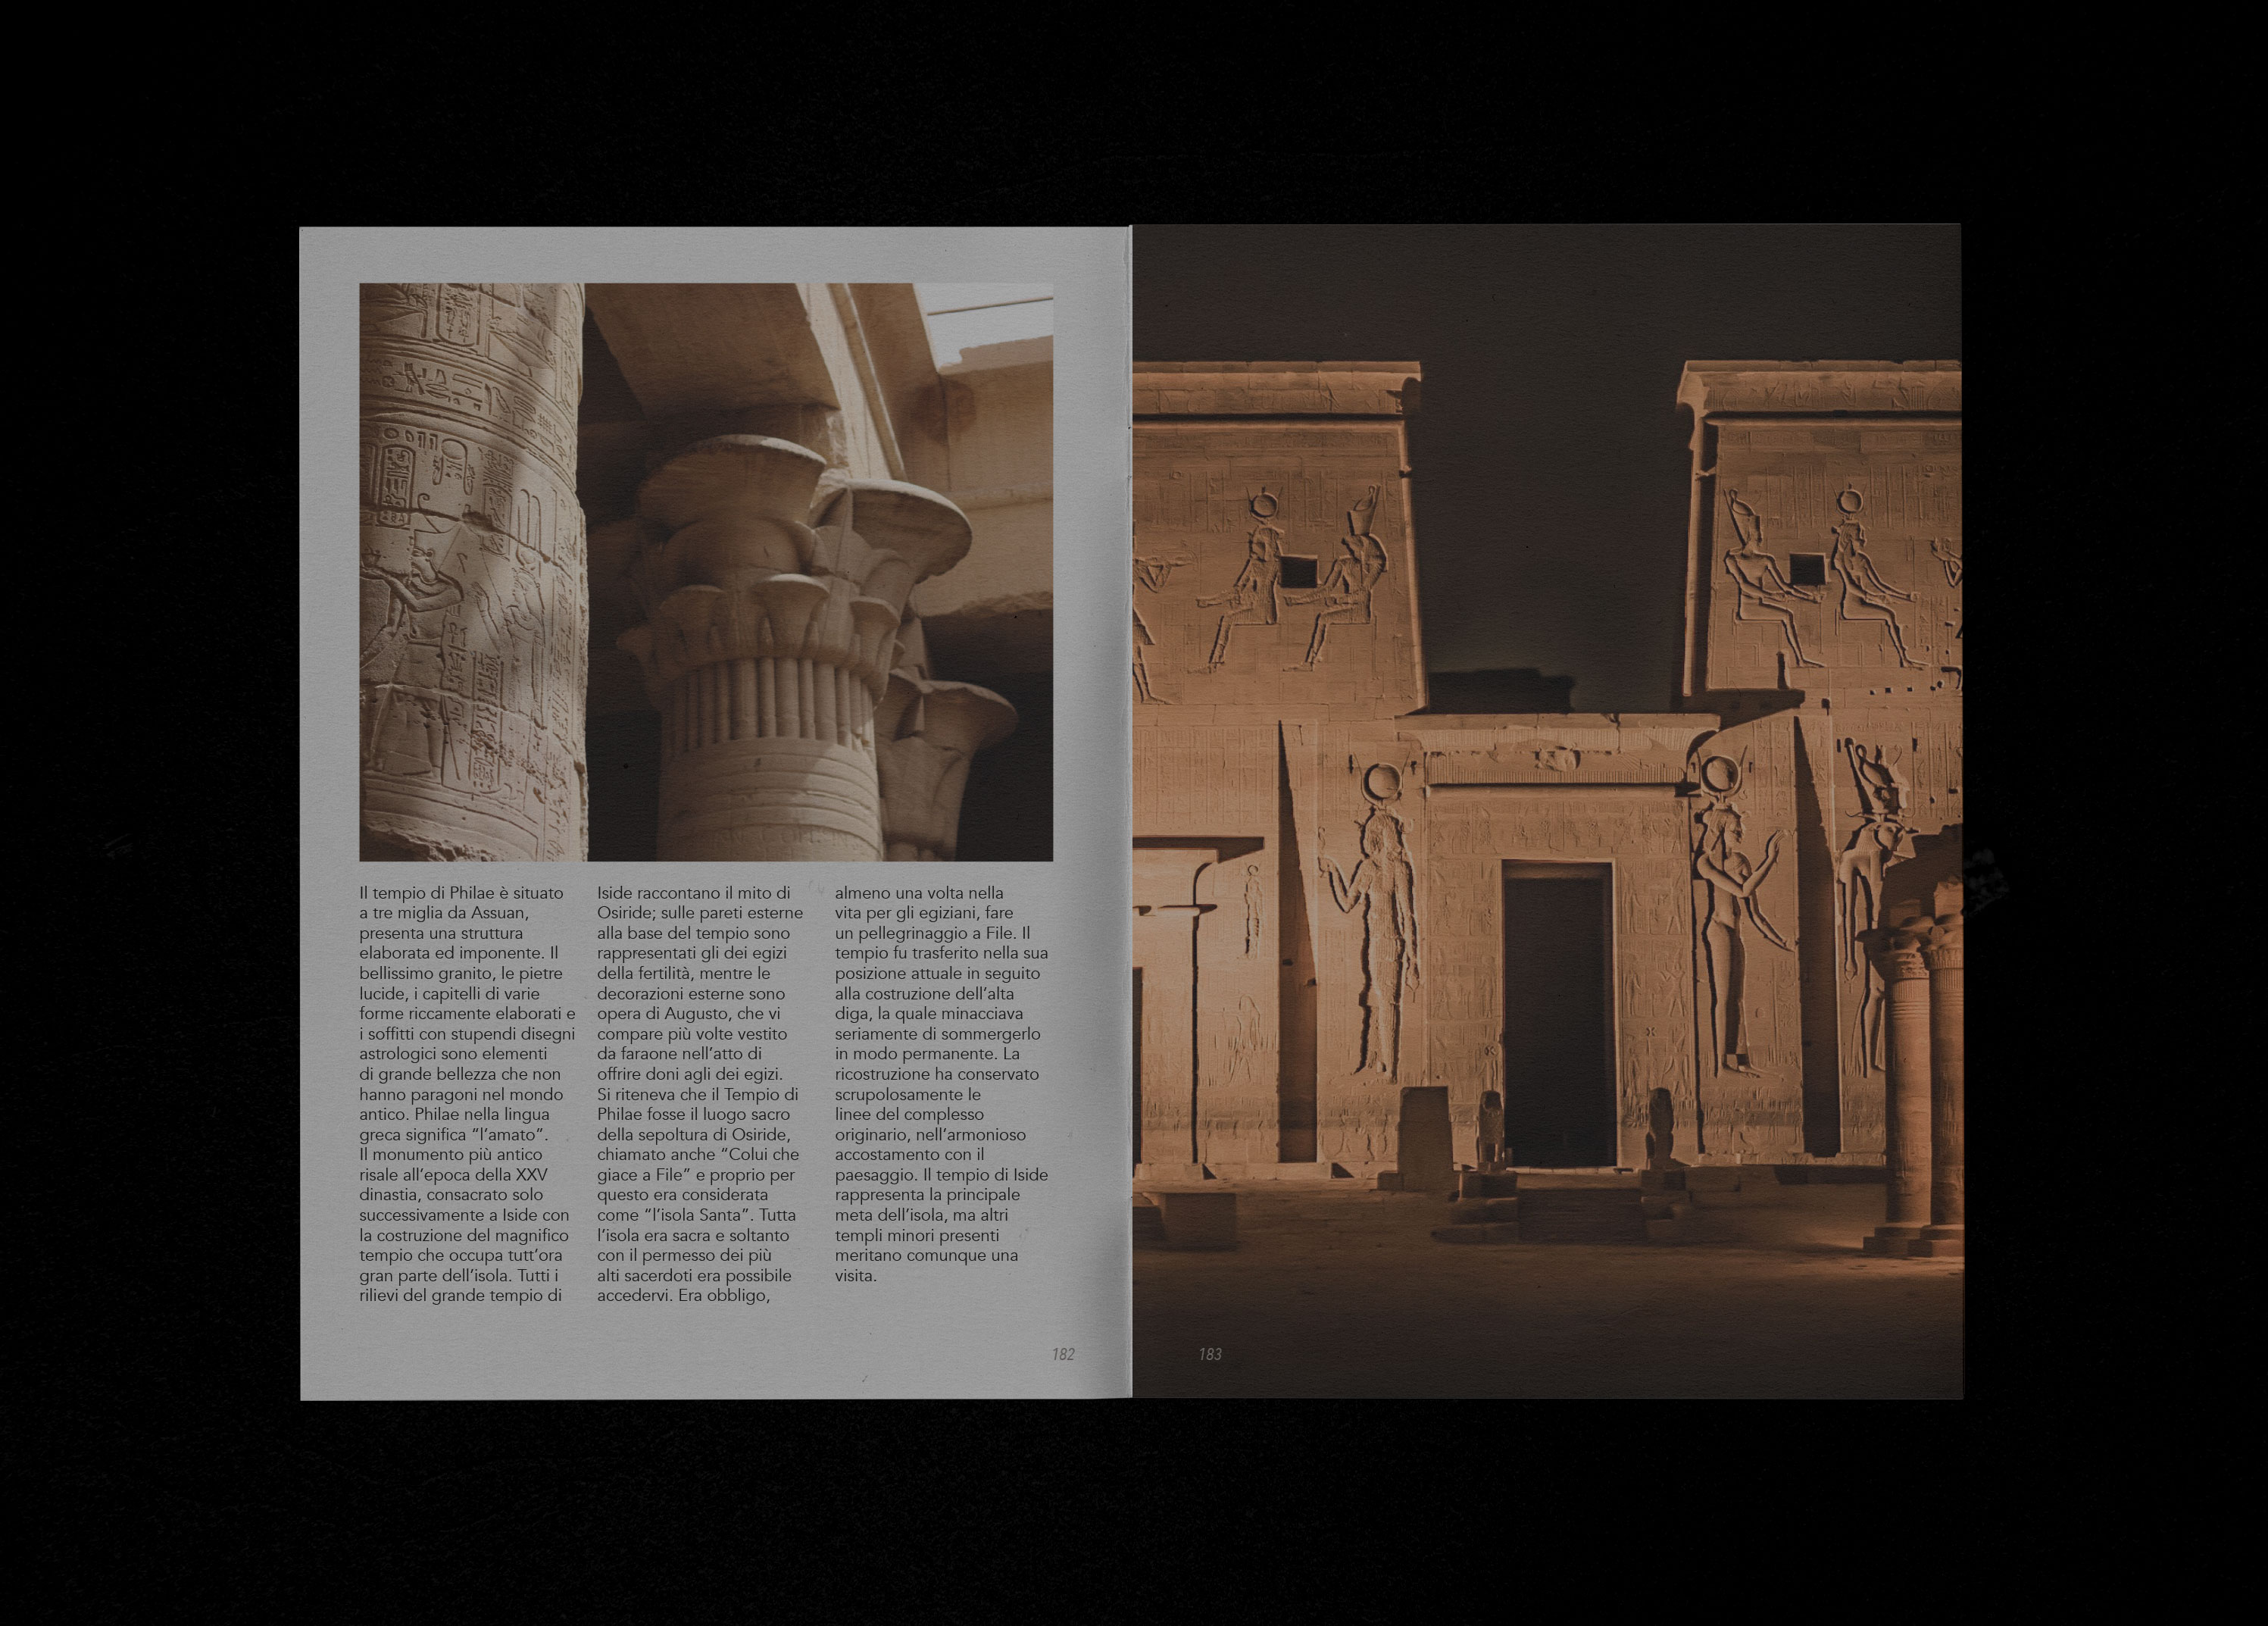 Il tempio di Philae è situato
a tre miglia da Assuan,
presenta una struttura
elaborata ed imponente. Il
bellissimo granito, le pietre
lucide, i capitelli di varie
forme riccamente elaborati e
i soffitti con stupendi disegni
astrologici sono elementi
di grande bellezza che non
hanno paragoni nel mondo
antico. Philae nella lingua
greca significa “l’amato”.
Il monumento più antico
risale all’epoca della XXV
dinastia, consacrato solo
successivamente a Iside con
la costruzione del magnifico
tempio che occupa tutt’ora
gran parte dell’isola. Tutti i
rilievi del grande tempio di
Iside raccontano il mito di
Osiride; sulle pareti esterne
alla base del tempio sono
rappresentati gli dei egizi
della fertilità, mentre le
decorazioni esterne sono
opera di Augusto, che vi
compare più volte vestito
da faraone nell’atto di
offrire doni agli dei egizi.
Si riteneva che il Tempio di
Philae fosse il luogo sacro
della sepoltura di Osiride,
chiamato anche “Colui che
giace a File” e proprio per
questo era considerata
come “l’isola Santa”. Tutta
l’isola era sacra e soltanto
con il permesso dei più
alti sacerdoti era possibile
accedervi. Era obbligo,
almeno una volta nella
vita per gli egiziani, fare
un pellegrinaggio a File. Il
tempio fu trasferito nella sua
posizione attuale in seguito
alla costruzione dell’alta
diga, la quale minacciava
seriamente di sommergerlo
in modo permanente. La
ricostruzione ha conservato
scrupolosamente le
linee del complesso
originario, nell’armonioso
accostamento con il
paesaggio. Il tempio di Iside
rappresenta la principale
meta dell’isola, ma altri
templi minori presenti
meritano comunque una
visita.
182
183